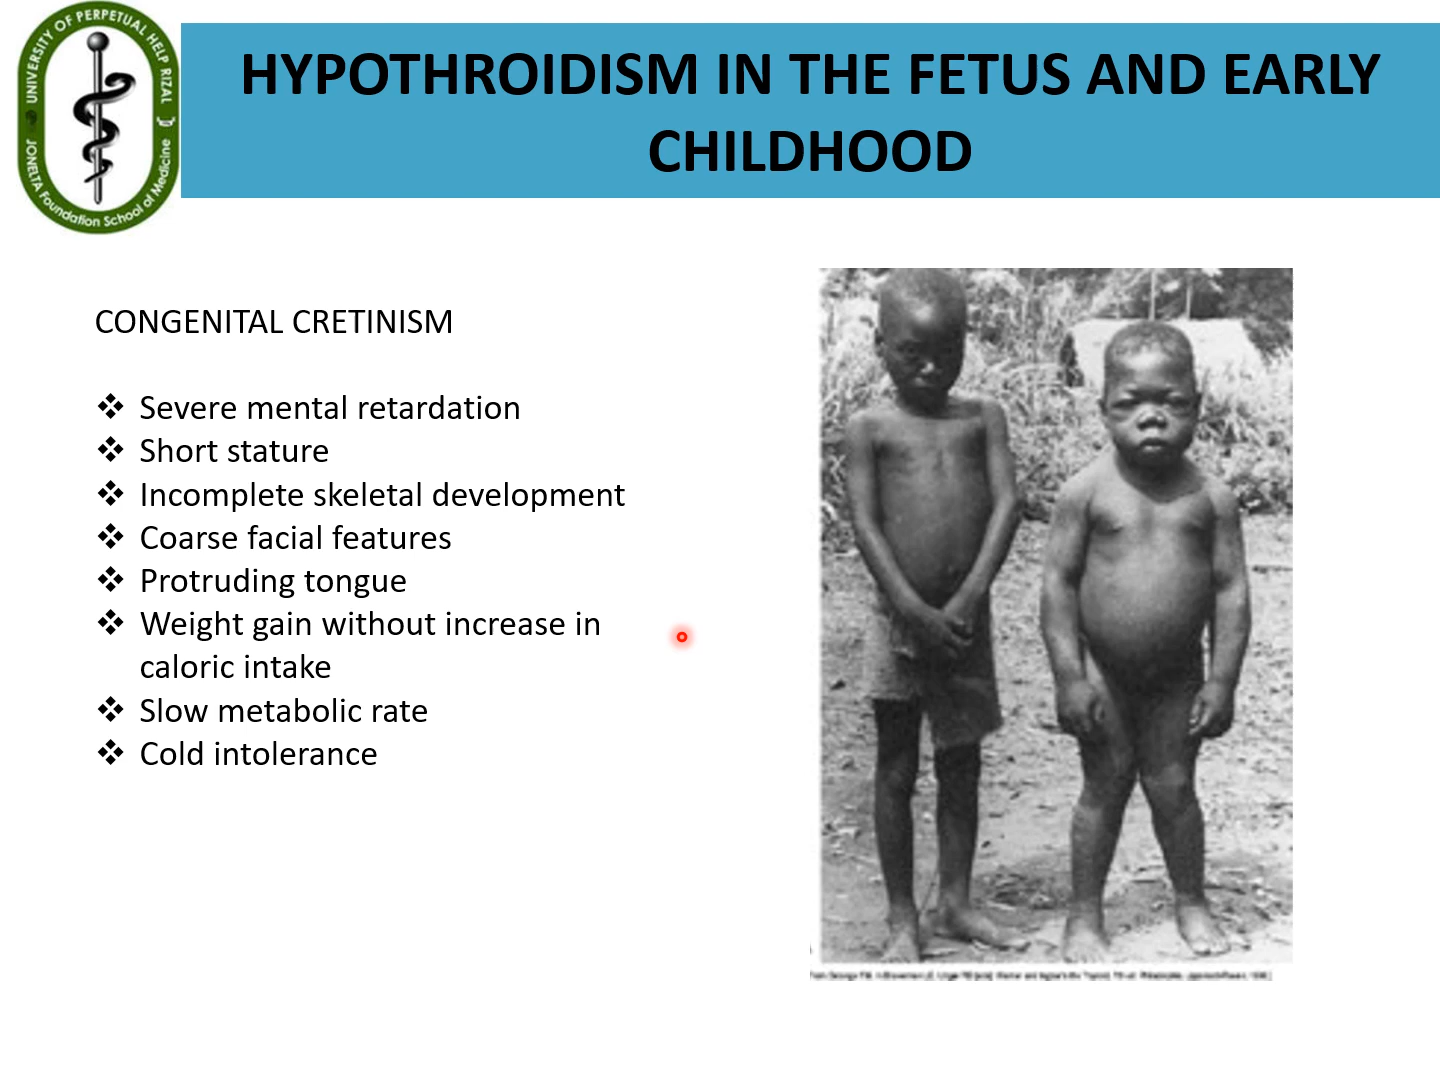 UNIVERSITY OF PERPETUAL HELP RIZAL
JONELTA Foundation School of Medicine
HYPOTHROIDISM IN THE FETUS AND EARLY
CHILDHOOD
CONGENITAL CRETINISM
❖ Severe mental retardation
❖ Short stature
❖ Incomplete skeletal development
❖ Coarse facial features
❖ Protruding tongue
❖ Weight gain without increase in
caloric intake
❖ Slow metabolic rate
❖ Cold intolerance